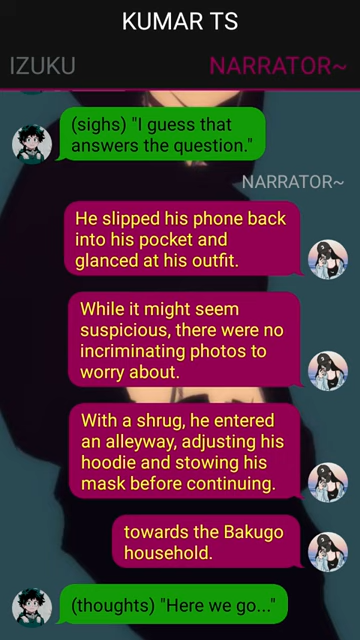 KUMAR TS
IZUKU
NARRATOR~
(sighs) "I guess that
answers the question."
NARRATOR~
He slipped his phone back
into his pocket and
glanced at his outfit.
While it might seem
suspicious, there were no
incriminating photos to
worry about.
With a shrug, he entered
an alleyway, adjusting his
hoodie and stowing his
mask before continuing.
towards the Bakugo
household.
(thoughts) "Here we go..."